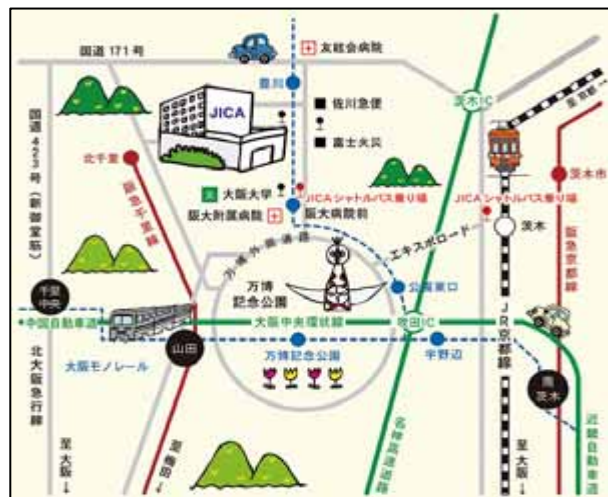 国道171号
友紘会病院
豊川
茨木IC
至京都→
佐川急便
JICA
国道423号（新御堂筋）
北千里
富士火災
茨木市
阪急千里線
大阪大学
JICAシャトルバス乗り場
JICAシャトルバス乗り場
阪大附属病院
阪大病院前
茨木
エキスポロード
阪急京都線
万博外周道路
千里中央
万博記念公園
公園東口
JR京都線
中国自動車道
大阪中央環状線
吹田IC
山田
大阪モノレール
万博記念公園
宇野辺
南茨木
北大阪急行線
名神高速道路
近畿自動車道
至大阪↓
至梅田↓
至大阪↓